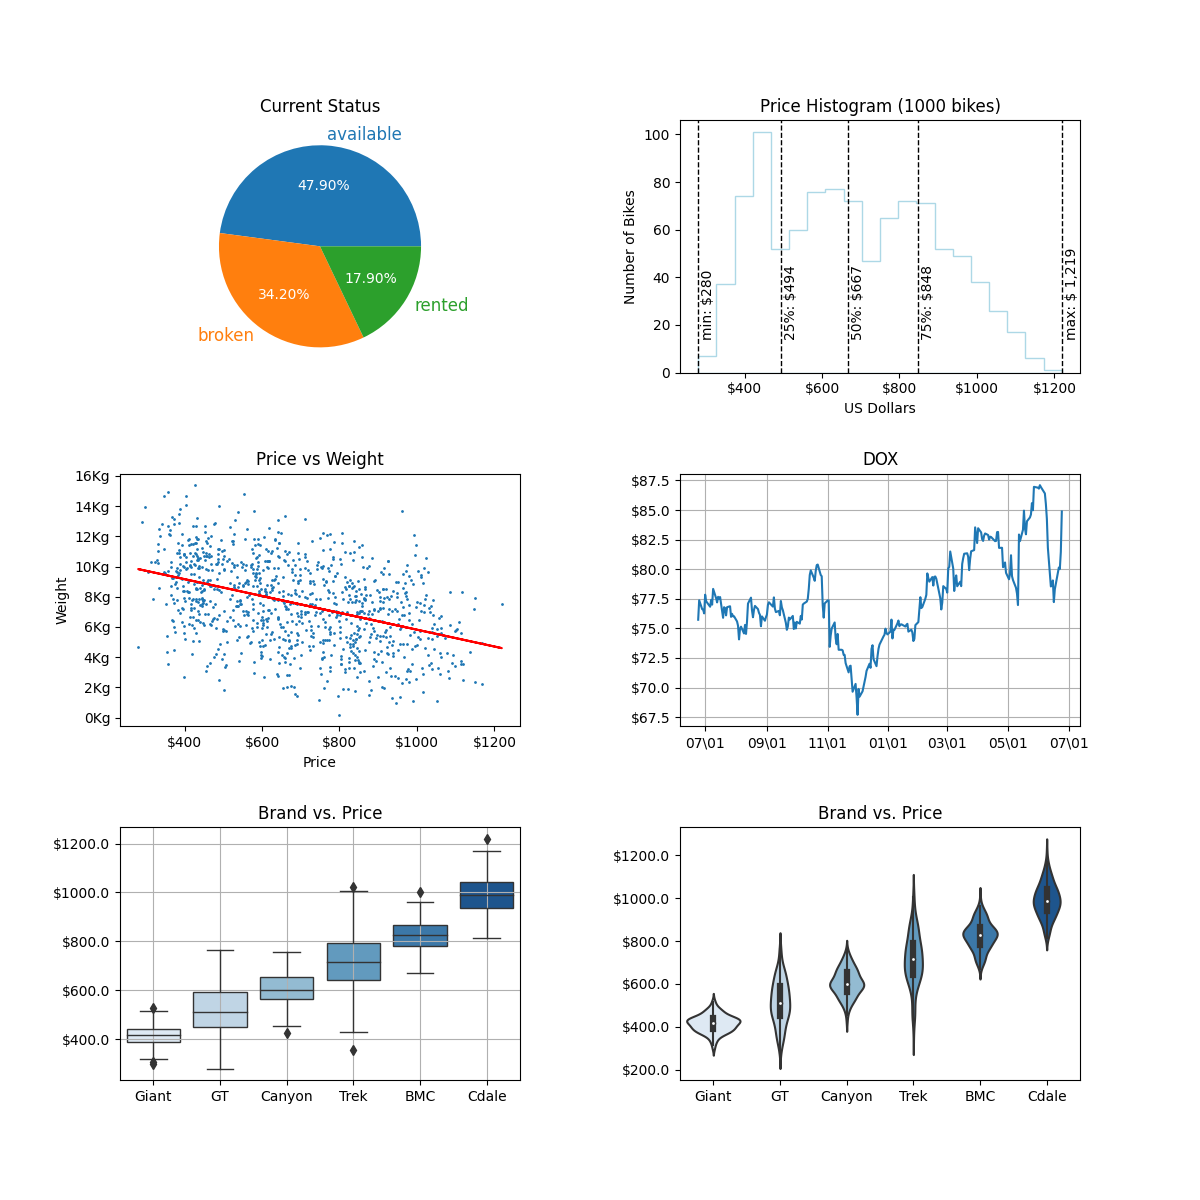 Current Status
available
47.90%
17.90%
34.20%
rented
broken
Price Histogram (1000 bikes)
Number of Bikes
100
80
60
40
20
0
min: $280
25%: $494
50%: $667
75%: $848
max: $ 1,219
$400 $600 $800 $1000 $1200
US Dollars
Price vs Weight
Weight
16Kg
14Kg
12Kg
10Kg
8Kg
6Kg
4Kg
2Kg
0Kg
$400 $600 $800 $1000 $1200
Price
DOX
$87.5
$85.0
$82.5
$80.0
$77.5
$75.0
$72.5
$70.0
$67.5
07\01 09\01 11\01 01\01 03\01 05\01 07\01
Brand vs. Price
$1200.0
$1000.0
$800.0
$600.0
$400.0
Giant GT Canyon Trek BMC Cdale
Brand vs. Price
$1200.0
$1000.0
$800.0
$600.0
$400.0
$200.0
Giant GT Canyon Trek BMC Cdale